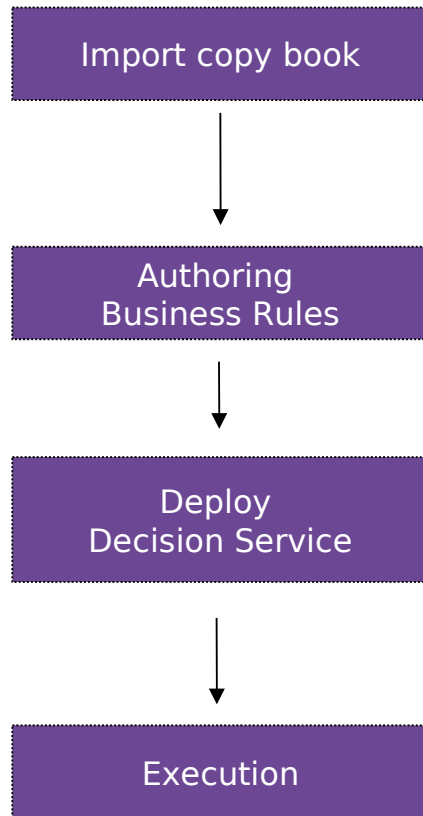 Import copy book
Authoring
Business Rules
Deploy
Decision Service
Execution